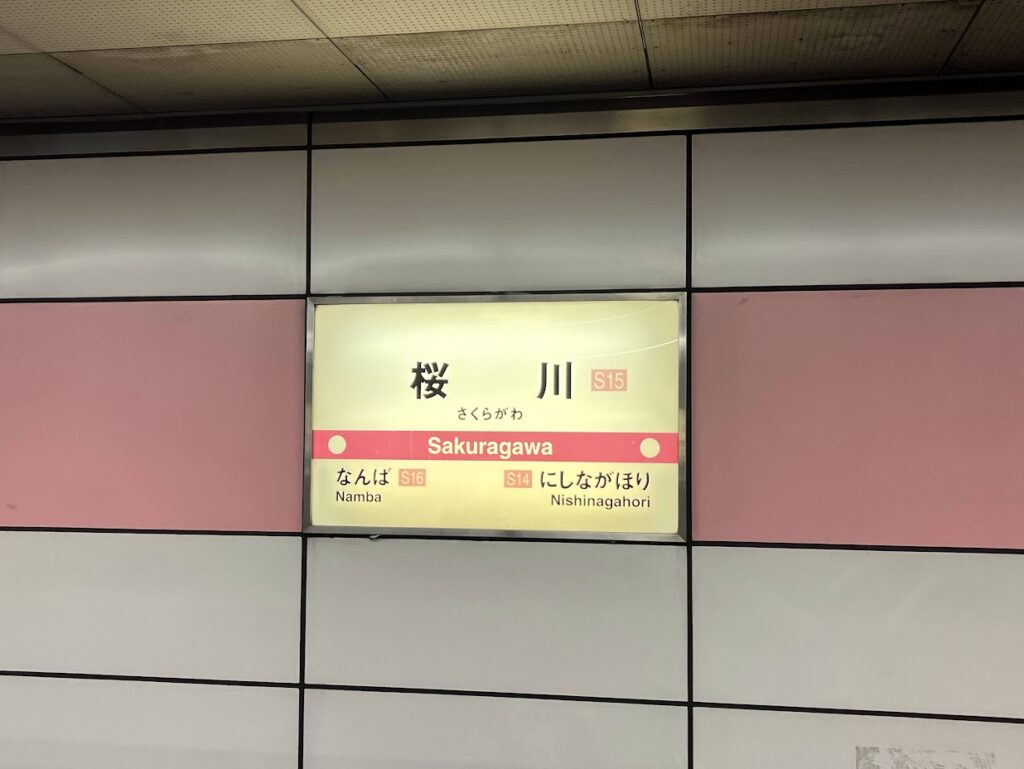 桜川 S15
さくらがわ
Sakuragawa
なんば S16 S14 にしながほり
Namba Nishinagahori